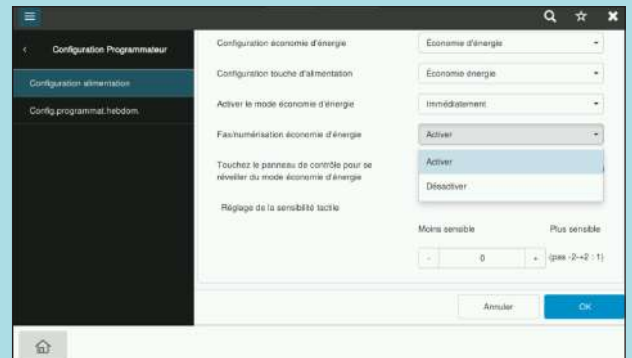 Configuration Programmateur
Configuration alimentation
Config.programmat.hebdom.
Configuration économie d'énergie
Économie d'énergie
Configuration touche d'alimentation
Économie énergie
Activer le mode économie d'énergie
Immédiatement
Fax/numérisation économie d'énergie
Activer
Activer
Désactiver
Touchez le panneau de contrôle pour se
réveiller du mode économie d'énergie
Réglage de la sensibilité tactile
Moins sensible
Plus sensible
-
0
+
(pas -2~+2 : 1)
Annuler
OK